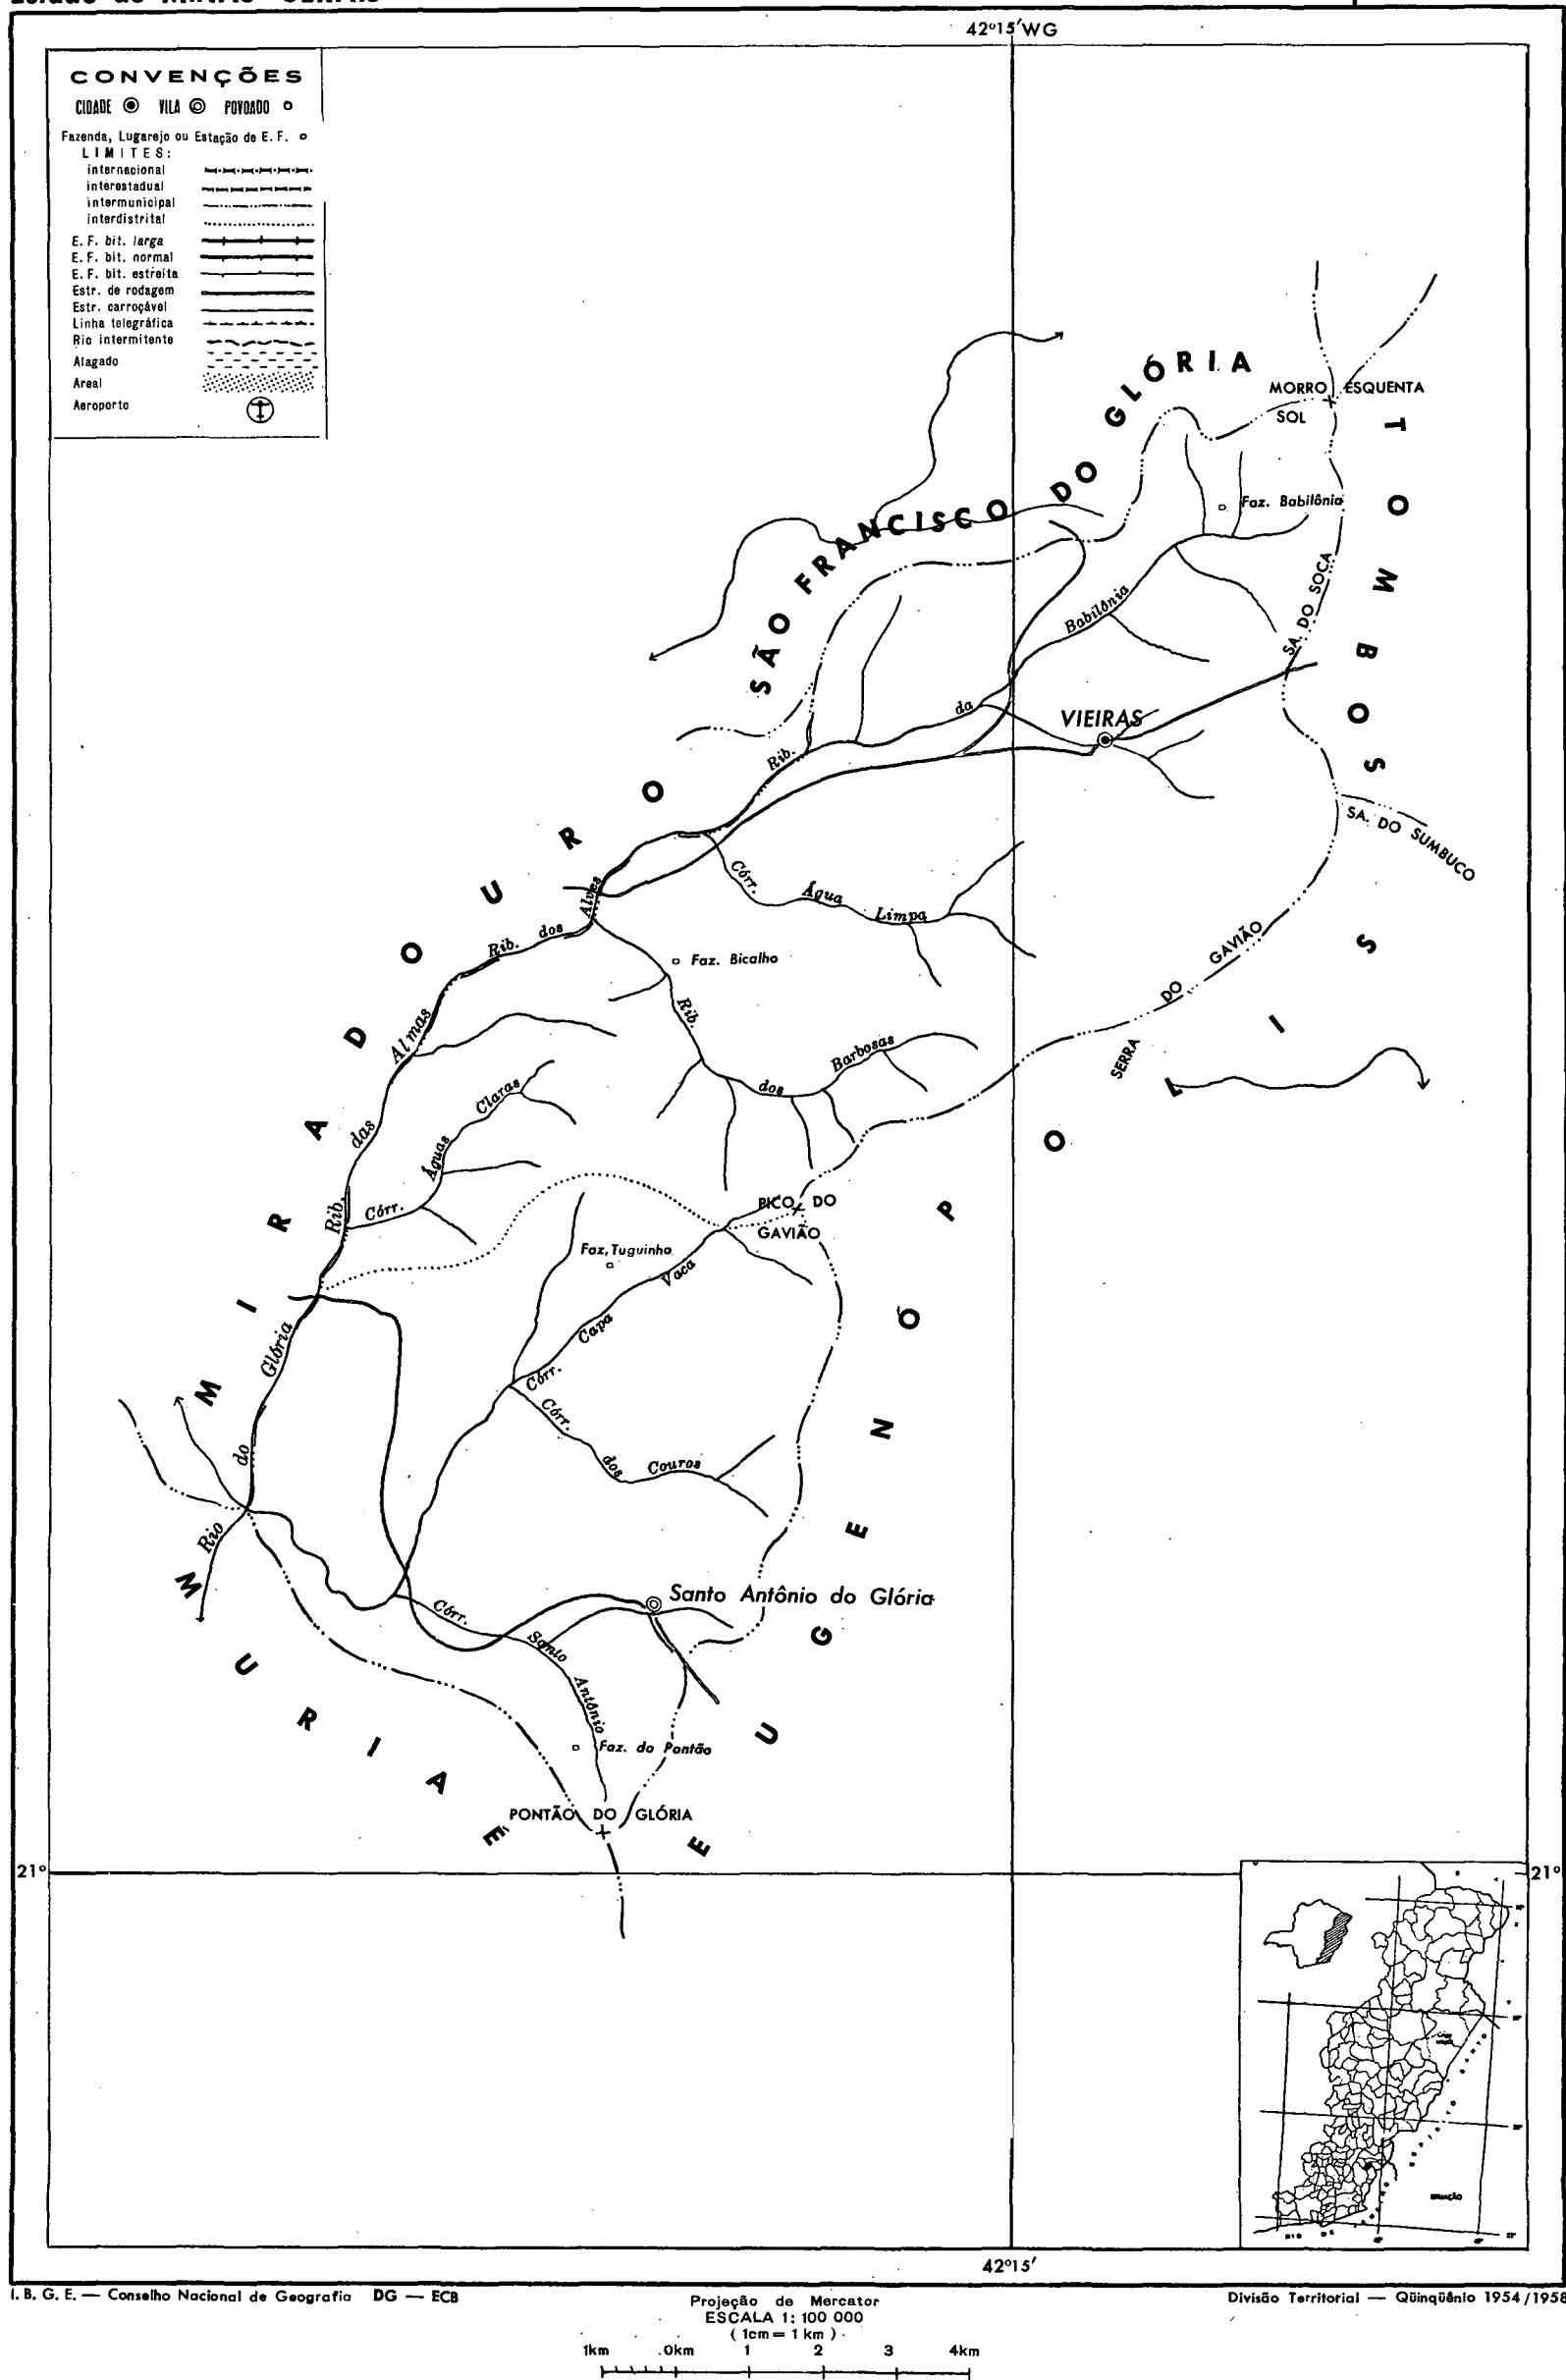 42°15′WG
CONVENÇÕES
CIDADE VILA POVOADO
Fazenda, Lugarejo ou Estação de E. F.
LIMITES:
internacional
interestadual
intermunicipal
interdistrital
E. F. bit. larga
E. F. bit. normal
E. F. bit. estreita
Estr. de rodagem
Estr. carroçável
Linha telegráfica
Rio intermitente
Alagado
Areal
Aeroporto
SÃO FRANCISCO DO GLÓRIA
MORRO ESQUENTA
SOL
TOMBOS
Faz. Babilônia
SA. DO SOCA
Rib. da Babilônia
VIEIRAS
SA. DO SUMBUCO
MIRADOURO
Córr. Água Limpa
Rib. dos Alves
Faz. Bicalho
SERRA DO GAVIÃO
Rib. dos Barbosas
Rib. das Almas
Córr. Águas Claras
PICO DO
GAVIÃO
Faz. Tuguinho
Córr. Capa Vaca
EUGENÓPOLIS
Rio do Glória
Córr. dos Couros
Santo Antônio do Glória
Córr. Santo Antônio
MURIAÉ
Faz. do Pontão
PONTÃO DO GLÓRIA
21°
21°
42°15′
I. B. G. E. — Conselho Nacional de Geografia DG — ECB
Projeção de Mercator
ESCALA 1: 100 000
( 1cm = 1 km )
Divisão Territorial — Qüinqüênio 1954/1958
1km 0km 1 2 3 4km